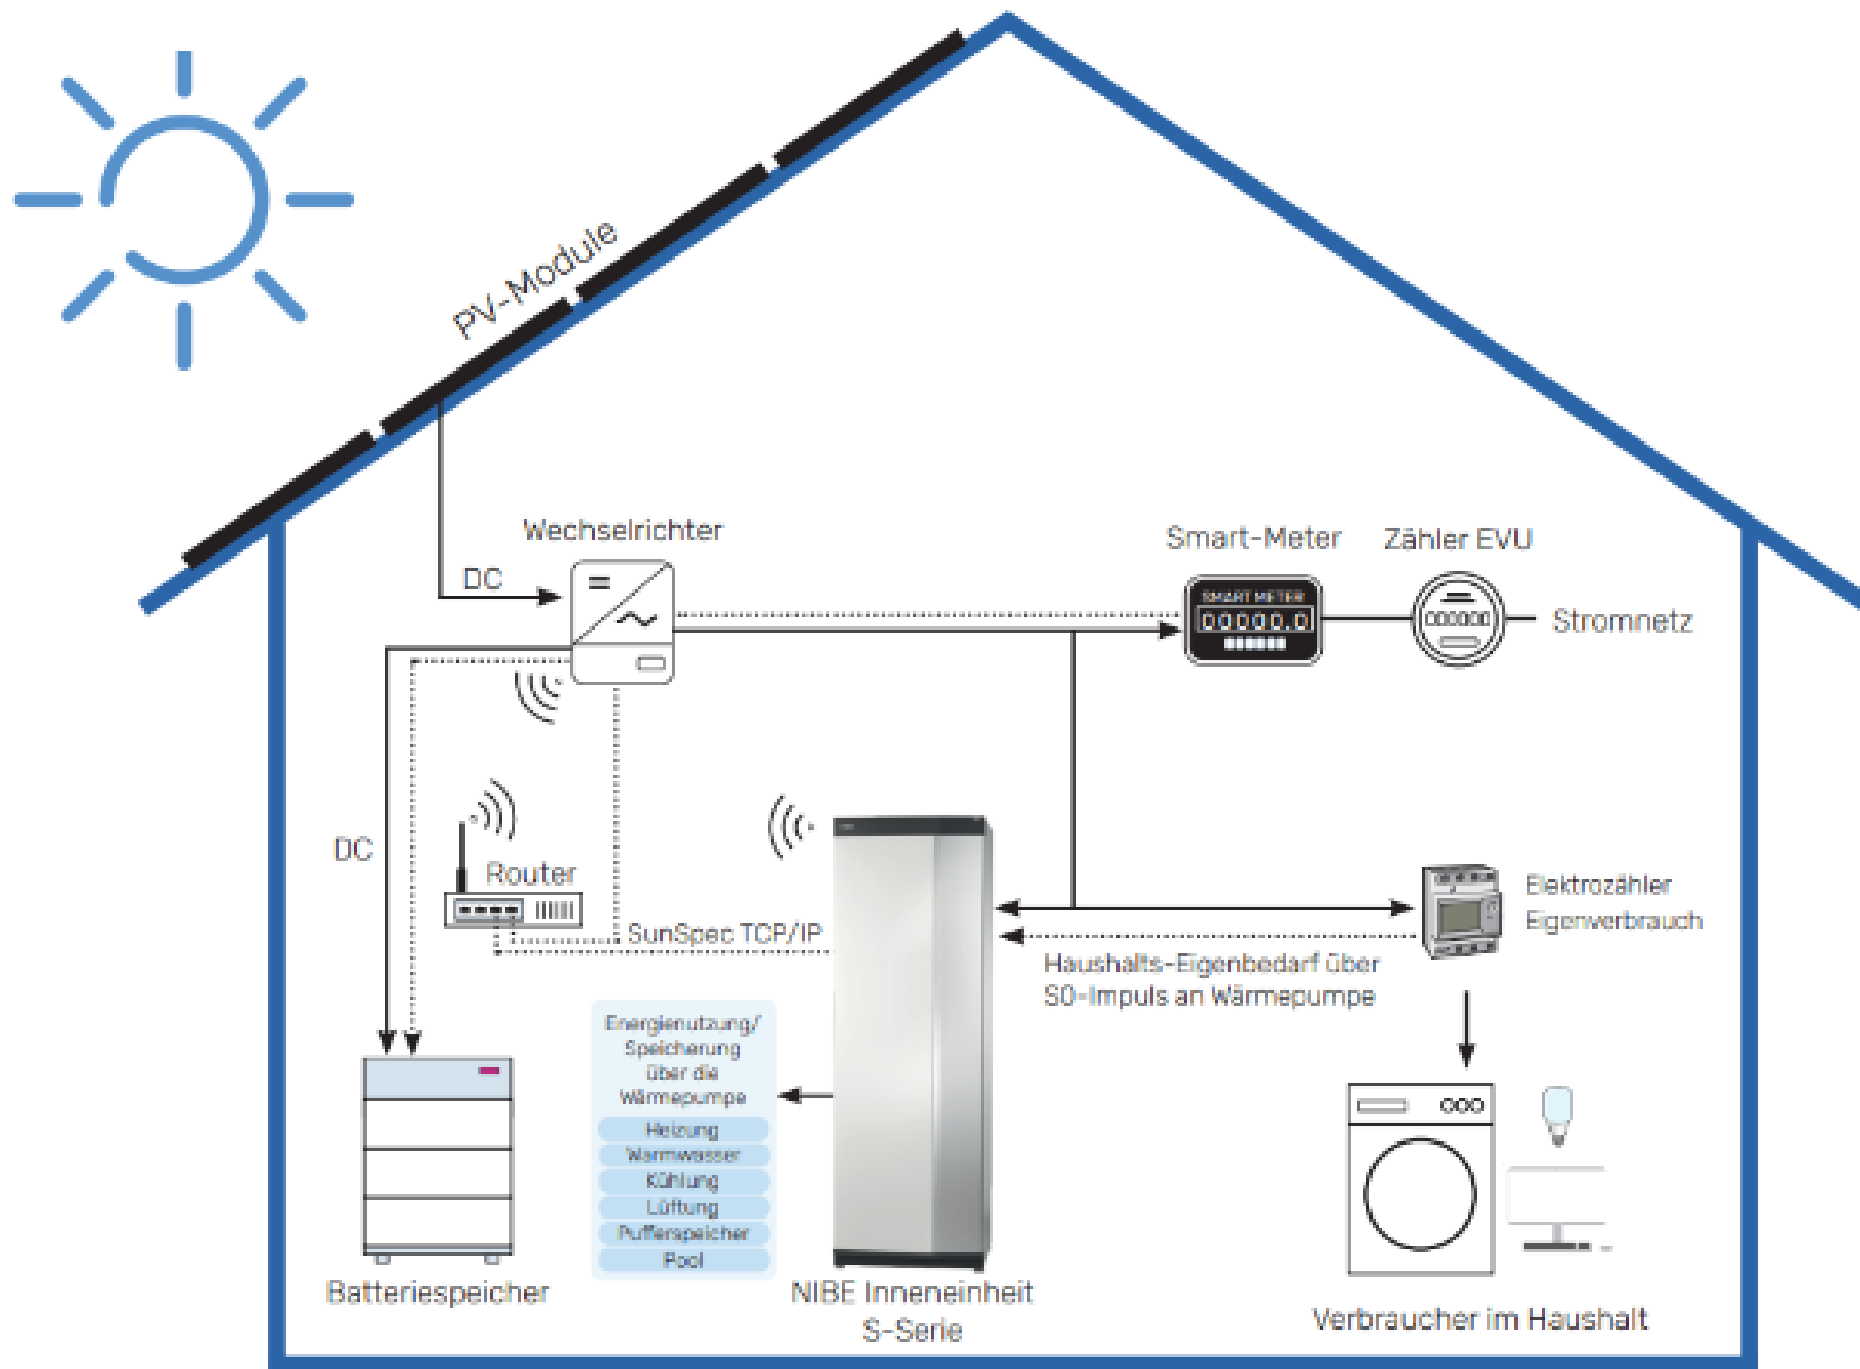 PV-Module
Wechselrichter
DC
Smart-Meter
Zähler EVU
SMART METER
00000.0
000000
Stromnetz
DC
Router
SunSpec TCP/IP
Elektrozähler
Eigenverbrauch
Haushalts-Eigenbedarf über
S0-Impuls an Wärmepumpe
Energienutzung/
Speicherung
über die
Wärmepumpe
Heizung
Warmwasser
Kühlung
Lüftung
Pufferspeicher
Pool
Batteriespeicher
NIBE Inneneinheit
S-Serie
Verbraucher im Haushalt